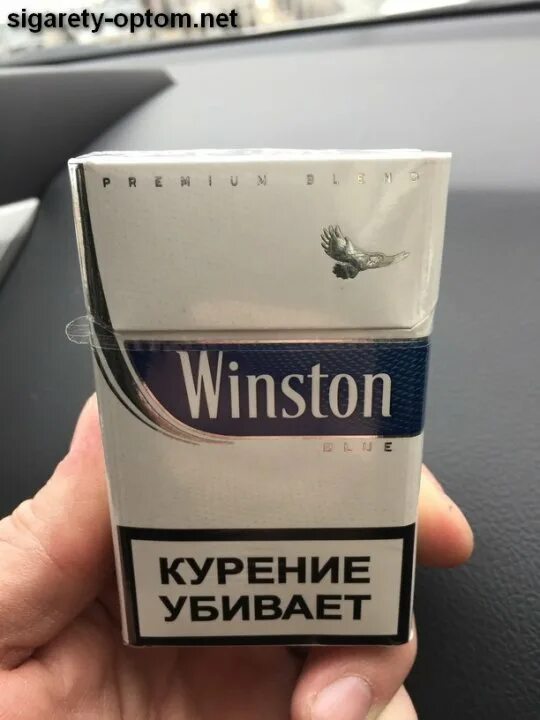 sigarety-optom.net
PREMIUM BLEND
Winston
BLUE
КУРЕНИЕ
УБИВАЕТ